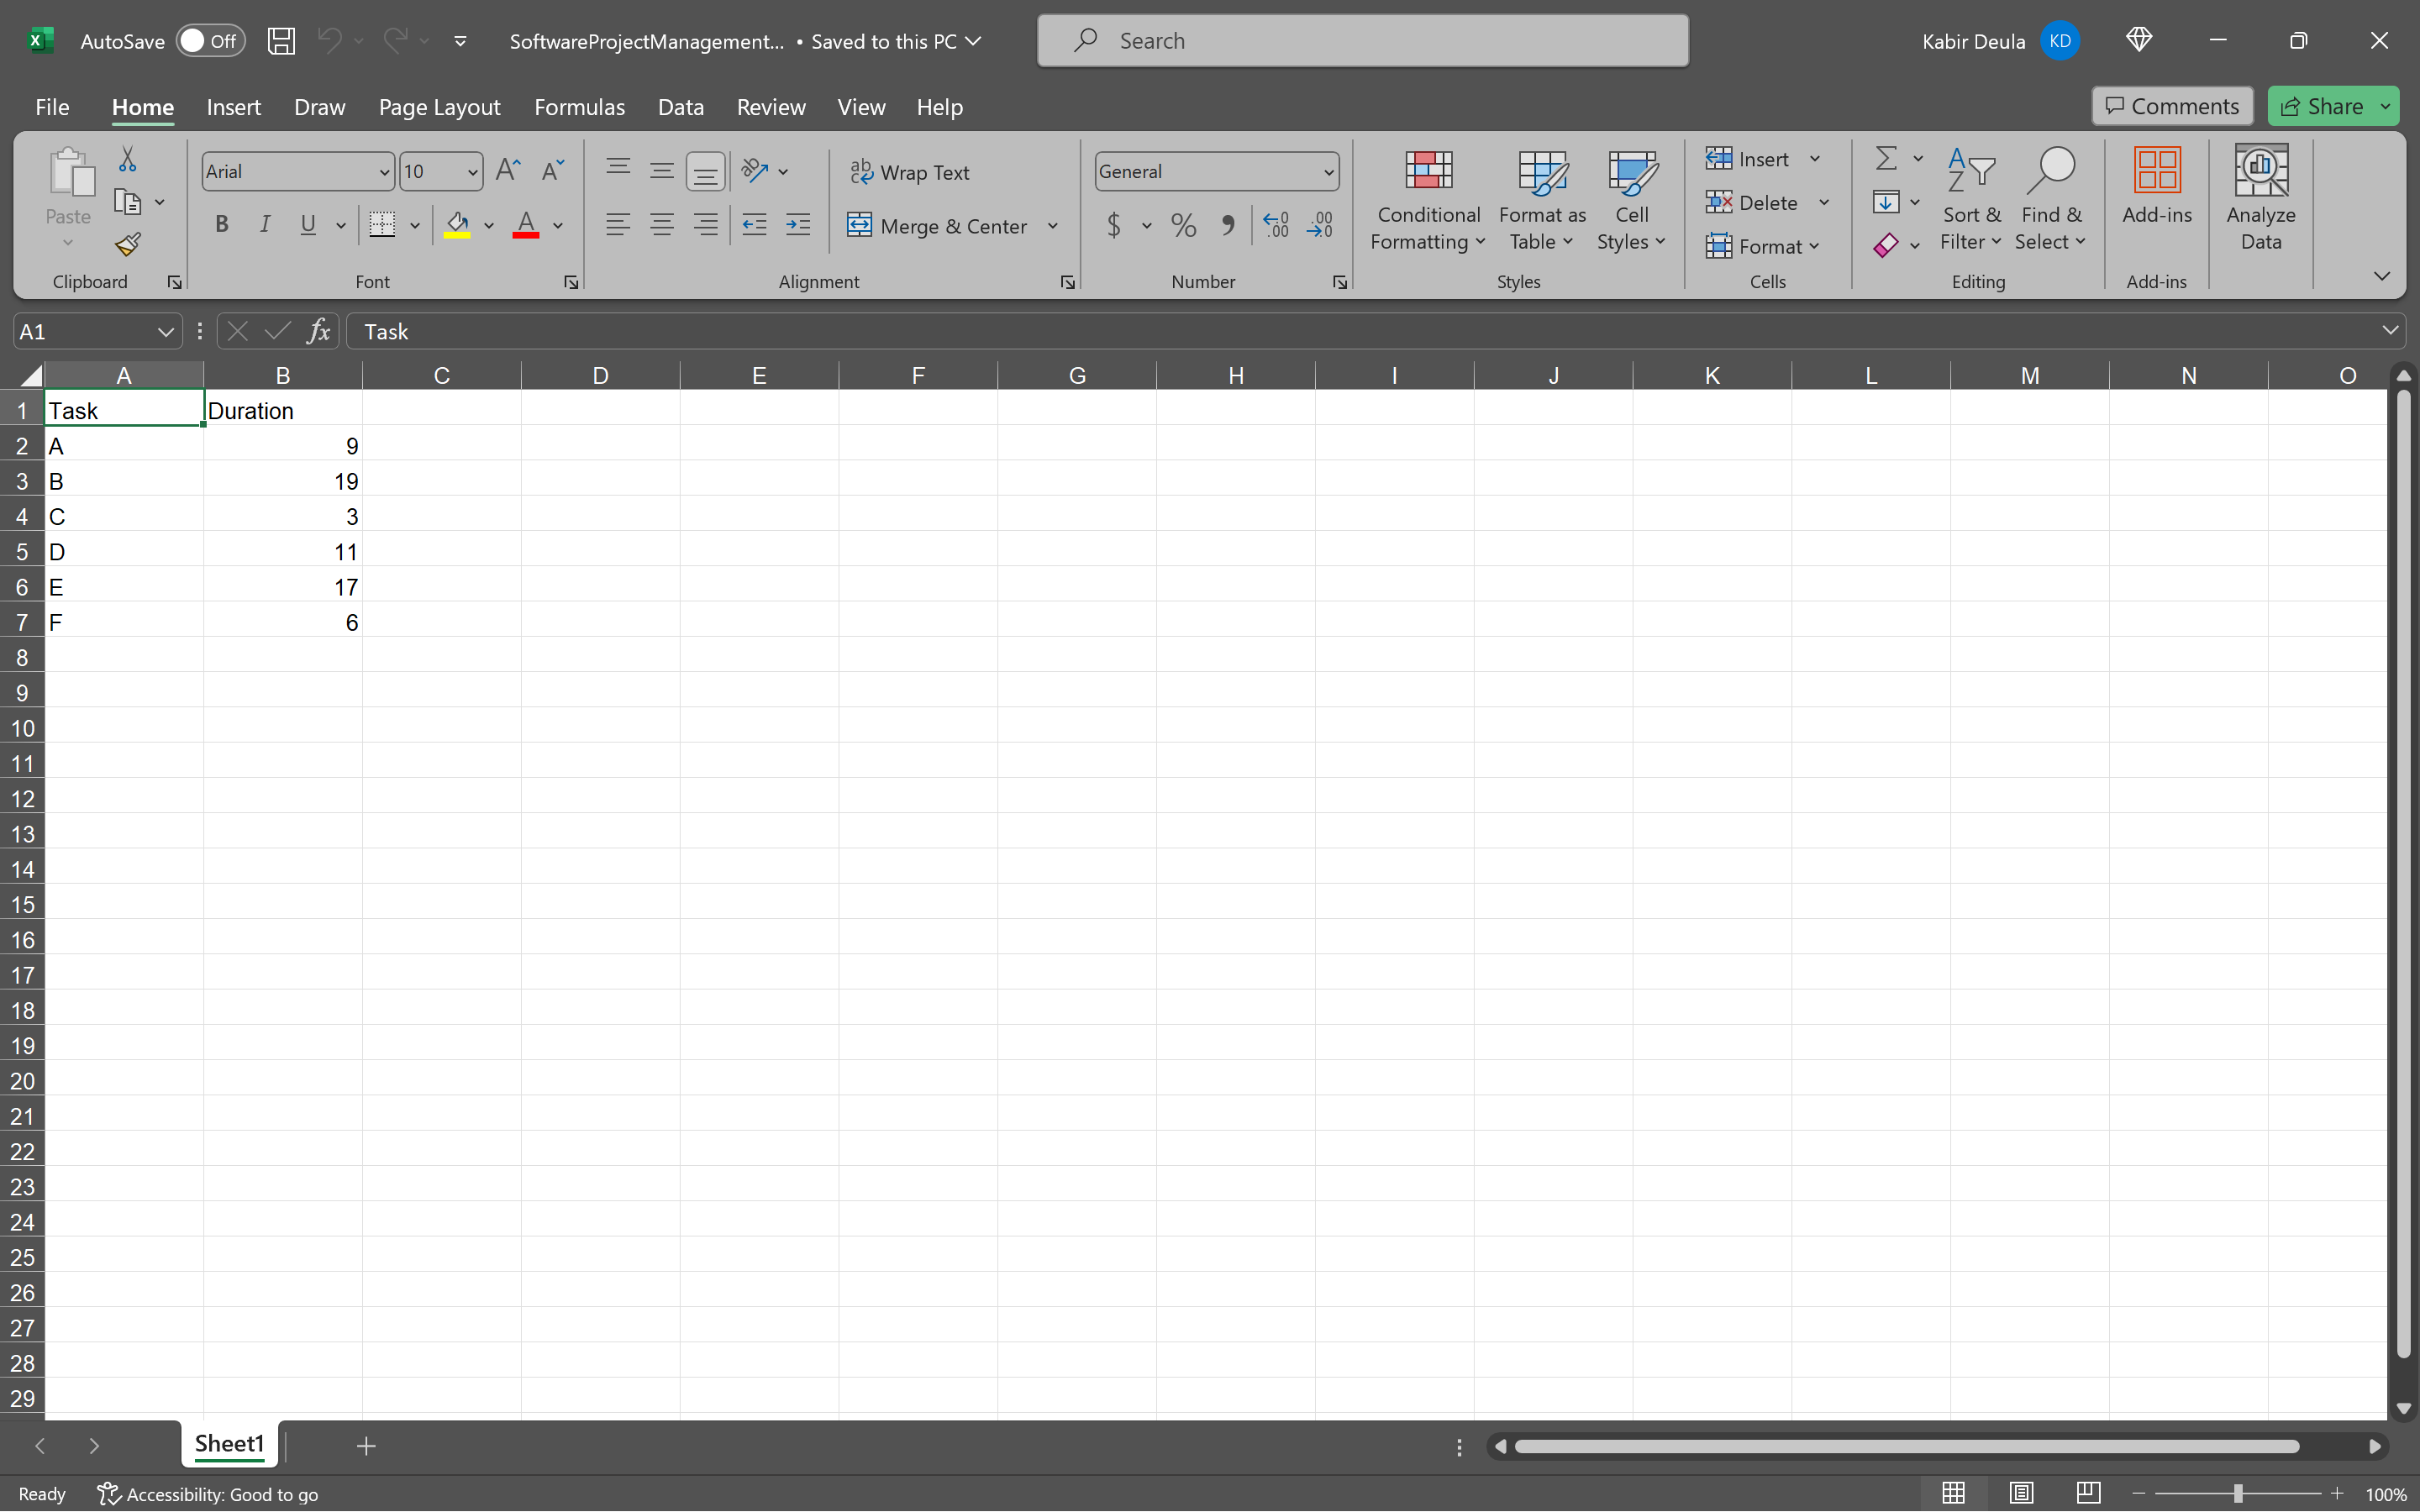 AutoSave Off SoftwareProjectManagement... • Saved to this PC Search Kabir Deula KD
File Home Insert Draw Page Layout Formulas Data Review View Help Comments Share
Paste
Clipboard
Arial 10
B I U A
Font
Wrap Text
Merge & Center
Alignment
General
$ % 9
Number
Conditional Formatting
Format as Table
Cell Styles
Styles
Insert
Delete
Format
Cells
Sort & Filter
Find & Select
Editing
Add-ins
Add-ins
Analyze Data
A1 fx Task
A B C D E F G H I J K L M N O
1 Task Duration
2 A 9
3 B 19
4 C 3
5 D 11
6 E 17
7 F 6
8
9
10
11
12
13
14
15
16
17
18
19
20
21
22
23
24
25
26
27
28
29
Sheet1
Ready Accessibility: Good to go 100%